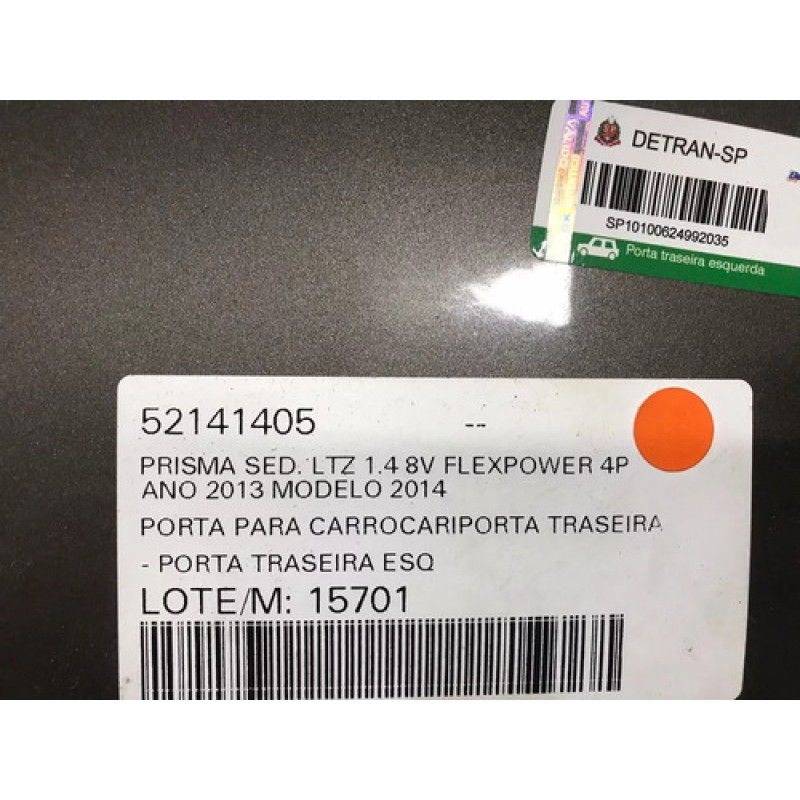 DETRAN-SP
SP10100624992035
Porta traseira esquerda
52141405 --
PRISMA SED. LTZ 1.4 8V FLEXPOWER 4P
ANO 2013 MODELO 2014
PORTA PARA CARROCARIPORTA TRASEIRA
- PORTA TRASEIRA ESQ
LOTE/M: 15701